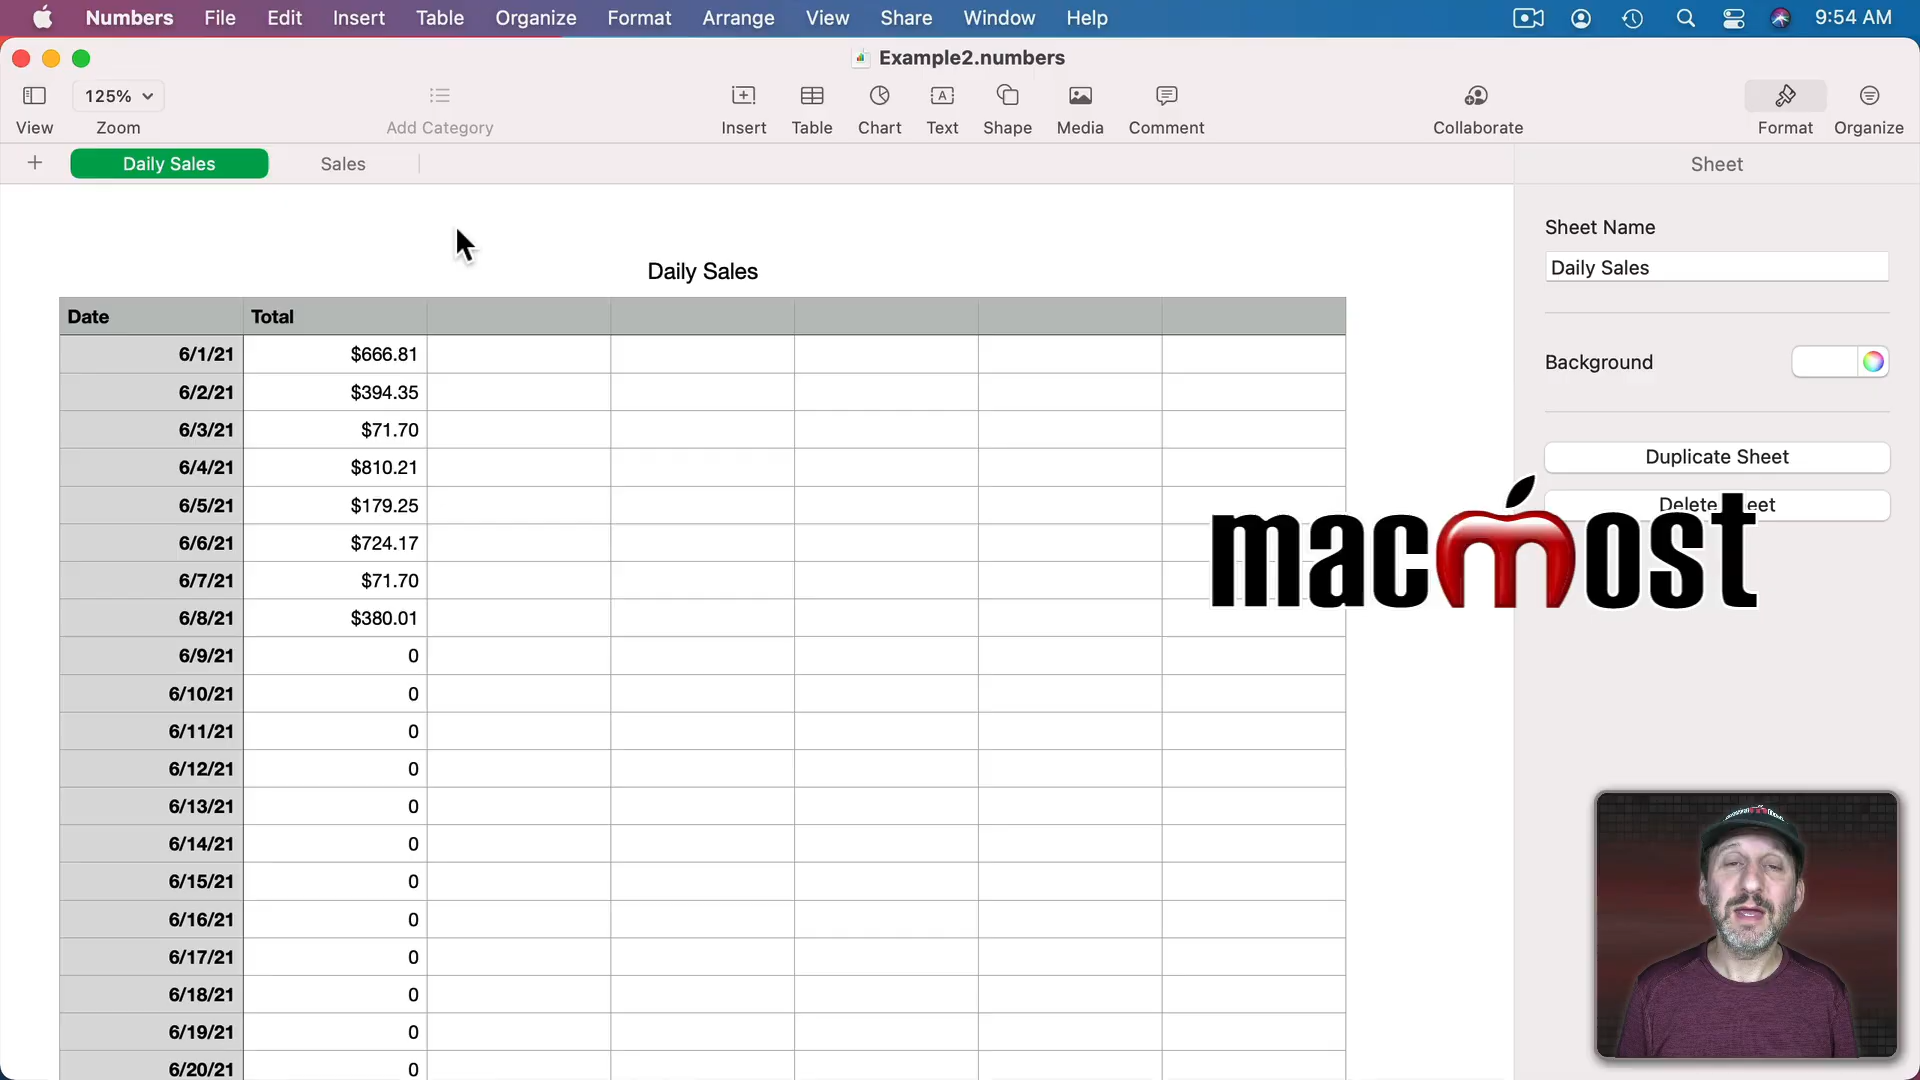 Numbers File Edit Insert Table Organize Format Arrange View Share Window Help 9:54 AM
Example2.numbers
125%
View Zoom Add Category Insert Table Chart Text Shape Media Comment Collaborate Format Organize
Daily Sales Sales Sheet
Sheet Name
Daily Sales
Daily Sales
Date Total
6/1/21 $666.81
Background
6/2/21 $394.35
6/3/21 $71.70
Duplicate Sheet
6/4/21 $810.21
6/5/21 $179.25
Delete eet
macmost
6/6/21 $724.17
6/7/21 $71.70
6/8/21 $380.01
6/9/21 0
6/10/21 0
6/11/21 0
6/12/21 0
6/13/21 0
6/14/21 0
6/15/21 0
6/16/21 0
6/17/21 0
6/18/21 0
6/19/21 0
6/20/21 0